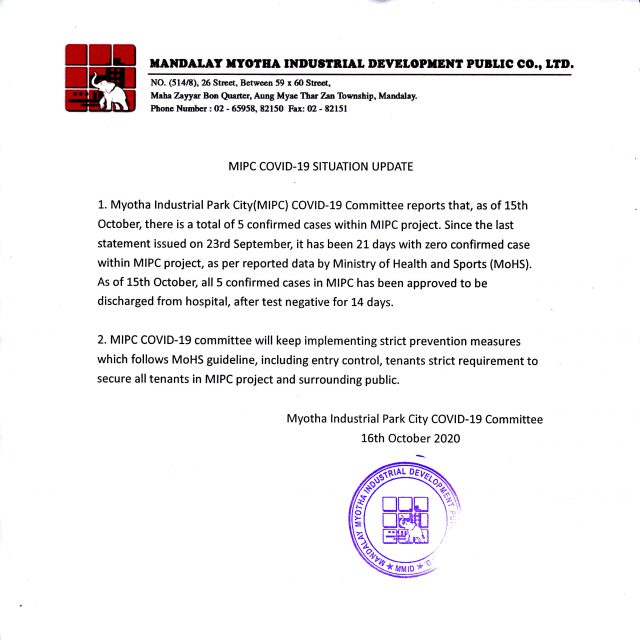 MANDALAY MYOTHA INDUSTRIAL DEVELOPMENT PUBLIC CO., LTD.
NO. (514/8), 26 Street, Between 59 x 60 Street,
Maha Zayyar Bon Quarter, Aung Myae Thar Zan Township, Mandalay.
Phone Number : 02 - 65958, 82150 Fax: 02 - 82151
MIPC COVID-19 SITUATION UPDATE
1. Myotha Industrial Park City(MIPC) COVID-19 Committee reports that, as of 15th
October, there is a total of 5 confirmed cases within MIPC project. Since the last
statement issued on 23rd September, it has been 21 days with zero confirmed case
within MIPC project, as per reported data by Ministry of Health and Sports (MoHS).
As of 15th October, all 5 confirmed cases in MIPC has been approved to be
discharged from hospital, after test negative for 14 days.
2. MIPC COVID-19 committee will keep implementing strict prevention measures
which follows MoHS guideline, including entry control, tenants strict requirement to
secure all tenants in MIPC project and surrounding public.
Myotha Industrial Park City COVID-19 Committee
16th October 2020
MANDALAY MYOTHA INDUSTRIAL DEVELOPMENT
★ MMID ★